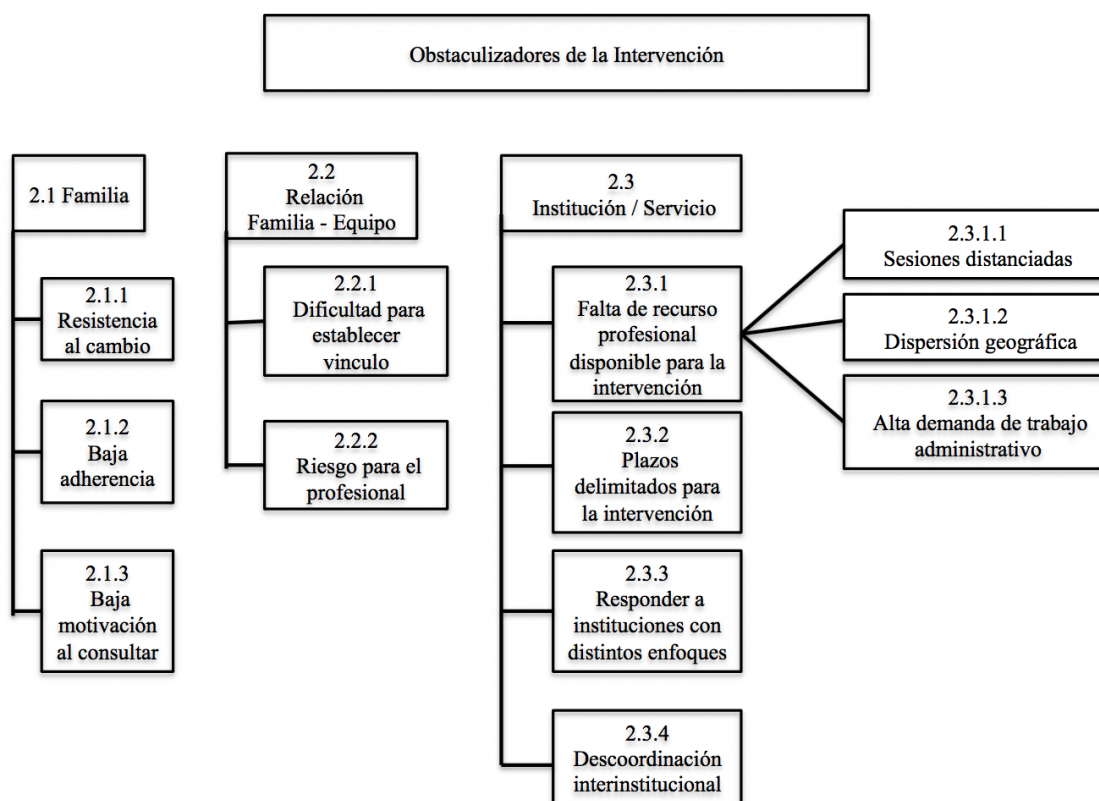 Obstaculizadores de la Intervención
2.1 Familia
2.1.1
Resistencia
al cambio
2.1.2
Baja
adherencia
2.1.3
Baja
motivación
al consultar
2.2
Relación
Familia - Equipo
2.2.1
Dificultad para
establecer
vinculo
2.2.2
Riesgo para el
profesional
2.3
Institución / Servicio
2.3.1
Falta de recurso
profesional
disponible para la
intervención
2.3.2
Plazos
delimitados para
la intervención
2.3.3
Responder a
instituciones con
distintos enfoques
2.3.4
Descoordinación
interinstitucional
2.3.1.1
Sesiones distanciadas
2.3.1.2
Dispersión geográfica
2.3.1.3
Alta demanda de trabajo
administrativo